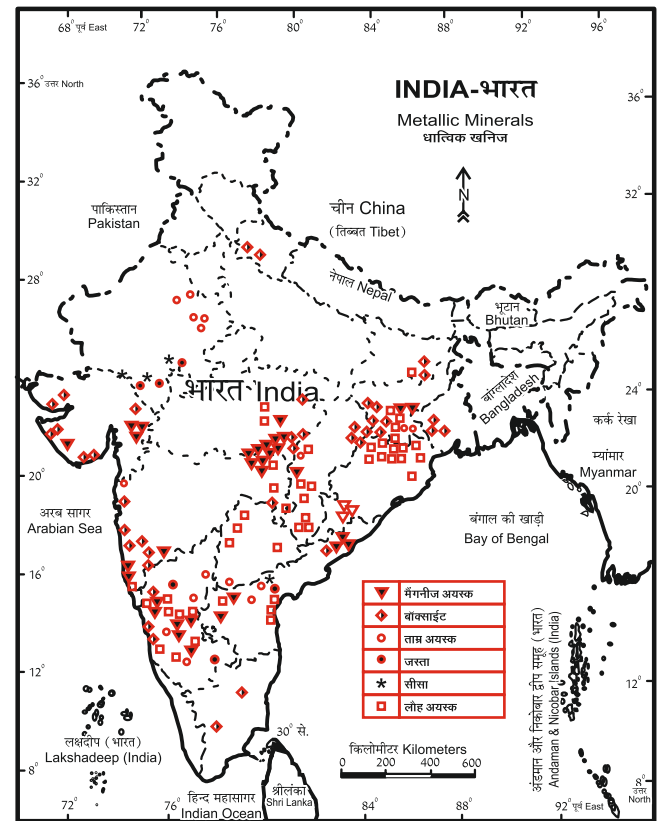 68° पूर्व East 72° 76° 80° 84° 88° 92° 96°
36° उत्तर North
36°
INDIA-भारत
Metallic Minerals
धात्विक खनिज
N
32°
32°
पाकिस्तान
Pakistan
चीन China
(तिब्बत Tibet)
28°
नेपाल Nepal
भूटान
Bhutan
भारत India
बांग्लादेश
Bangladesh
24°
कर्क रेखा
म्यांमार
Myanmar
20°
20°
अरब सागर
Arabian Sea
बंगाल की खाड़ी
Bay of Bengal
16°
16°
मैंगनीज अयस्क
बॉक्साईट
ताम्र अयस्क
जस्ता
सीसा
लौह अयस्क
अंडमान और निकोबार द्वीप समूह (भारत)
Andaman & Nicobar Islands (India)
12°
12°
लक्षद्वीप (भारत)
Lakshadeep (India)
30° से.
किलोमीटर Kilometers
0 200 400 600
8°
8°
उत्तर
North
श्रीलंका
Shri Lanka
हिन्द महासागर
Indian Ocean
72° 76° 88° 92° पूर्व East